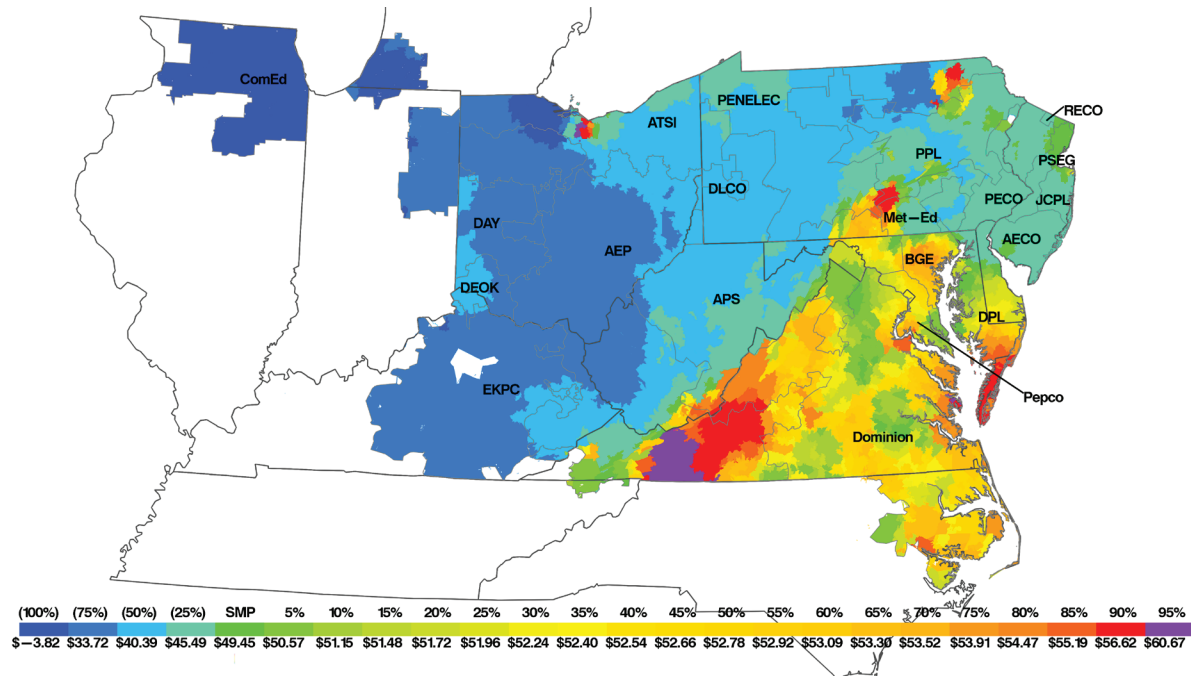 ComEd
PENELEC
RECO
ATSI
PPL
PSEG
DLCO
PECO
JCPL
Met-Ed
DAY
AECO
AEP
BGE
DEOK
APS
DPL
EKPC
Pepco
Dominion
(100%) (75%) (50%) (25%) SMP 5% 10% 15% 20% 25% 30% 35% 40% 45% 50% 55% 60% 65% 70% 75% 80% 85% 90% 95%
$-3.82 $33.72 $40.39 $45.49 $49.45 $50.57 $51.15 $51.48 $51.72 $51.96 $52.24 $52.40 $52.54 $52.66 $52.78 $52.92 $53.09 $53.30 $53.52 $53.91 $54.47 $55.19 $56.62 $60.67